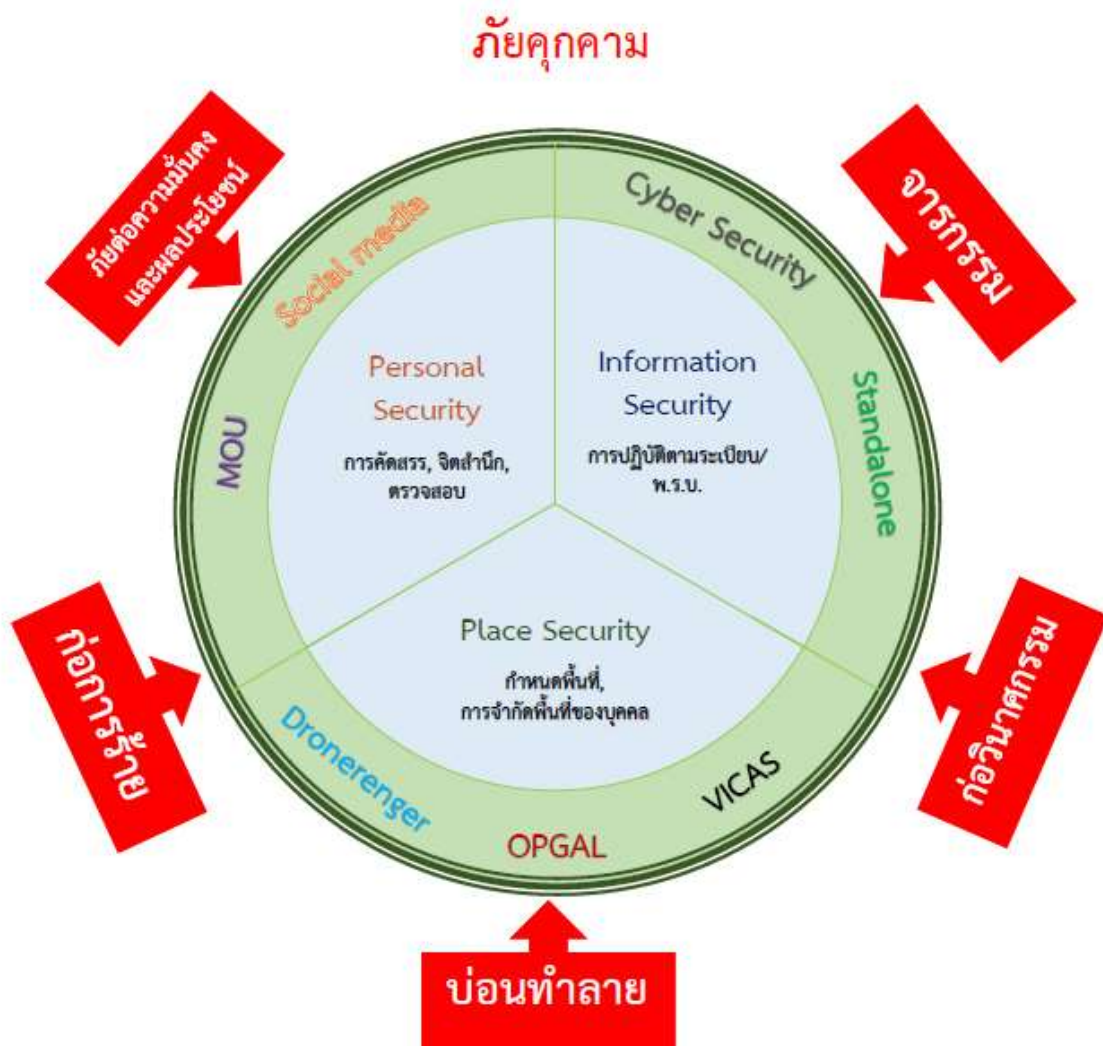 ภัยคุกคาม
ภัยต่อความมั่นคง
และผลประโยชน์
จารกรรม
Social media
Cyber Security
MOU
Standalone
Personal
Security
การคัดสรร, จิตสำนึก,
ตรวจสอบ
Information
Security
การปฏิบัติตามระเบียบ/
พ.ร.บ.
Place Security
กำหนดพื้นที่,
การจำกัดพื้นที่ของบุคคล
ก่อการร้าย
ก่อวินาศกรรม
Dronerenger
OPGAL
VICAS
บ่อนทำลาย